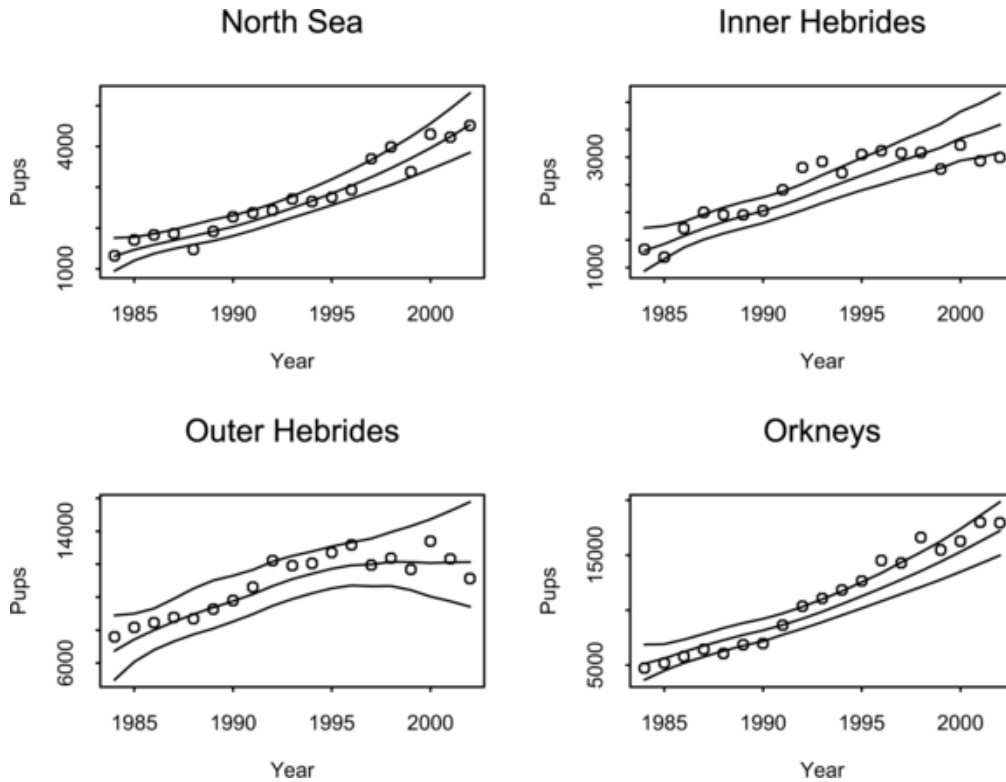 North Sea
Pups
4000
1000
1985 1990 1995 2000
Year
Inner Hebrides
Pups
3000
1000
1985 1990 1995 2000
Year
Outer Hebrides
Pups
14000
6000
1985 1990 1995 2000
Year
Orkneys
Pups
15000
5000
1985 1990 1995 2000
Year